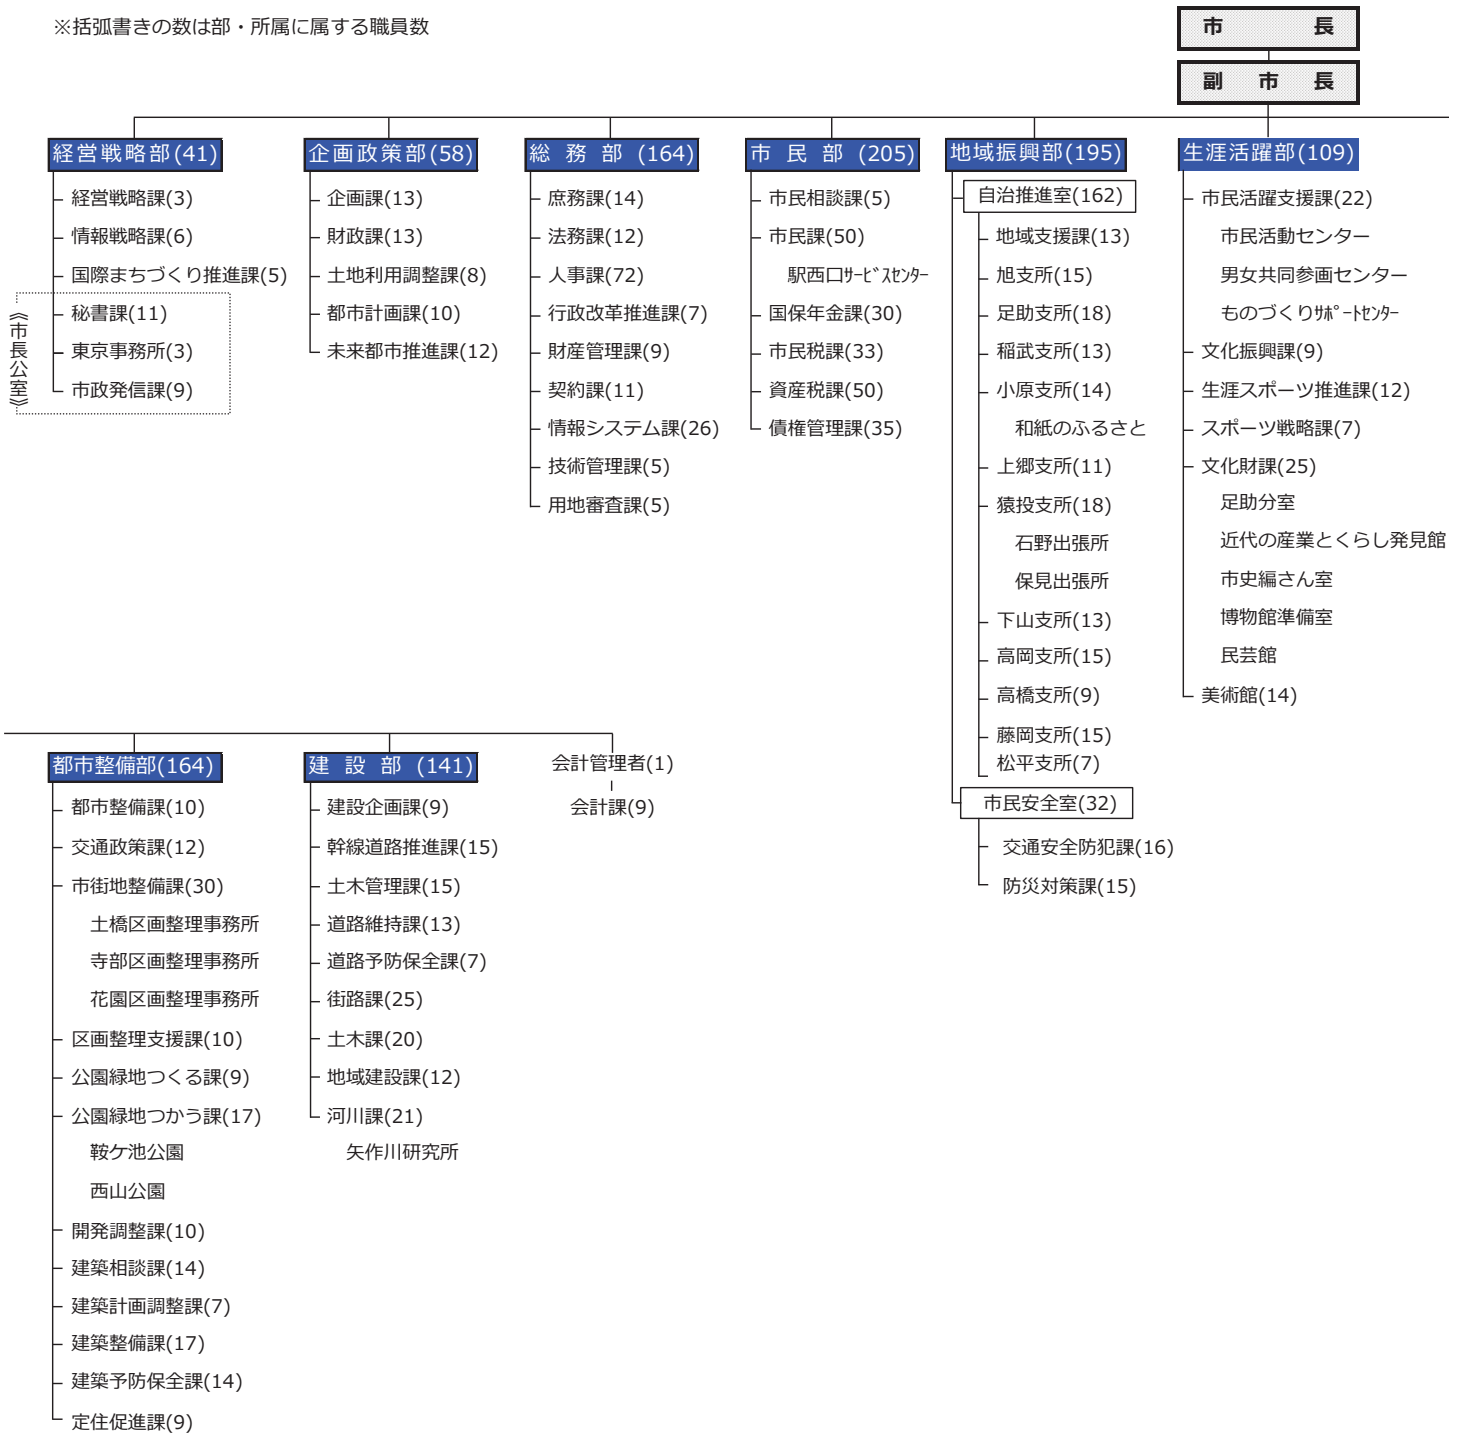 ※括弧書きの数は部・所属に属する職員数
市　　　長
副　市　長
経営戦略部(41)
経営戦略課(3)
情報戦略課(6)
国際まちづくり推進課(5)
《市長公室》
秘書課(11)
東京事務所(3)
市政発信課(9)
企画政策部(58)
企画課(13)
財政課(13)
土地利用調整課(8)
都市計画課(10)
未来都市推進課(12)
総 務 部 (164)
庶務課(14)
法務課(12)
人事課(72)
行政改革推進課(7)
財産管理課(9)
契約課(11)
情報システム課(26)
技術管理課(5)
用地審査課(5)
市 民 部 (205)
市民相談課(5)
市民課(50)
駅西口ｻｰﾋﾞｽｾﾝﾀｰ
国保年金課(30)
市民税課(33)
資産税課(50)
債権管理課(35)
地域振興部(195)
自治推進室(162)
地域支援課(13)
旭支所(15)
足助支所(18)
稲武支所(13)
小原支所(14)
和紙のふるさと
上郷支所(11)
猿投支所(18)
石野出張所
保見出張所
下山支所(13)
高岡支所(15)
高橋支所(9)
藤岡支所(15)
松平支所(7)
市民安全室(32)
交通安全防犯課(16)
防災対策課(15)
生涯活躍部(109)
市民活躍支援課(22)
市民活動センター
男女共同参画センター
ものづくりｻﾎﾟｰﾄｾﾝﾀｰ
文化振興課(9)
生涯スポーツ推進課(12)
スポーツ戦略課(7)
文化財課(25)
足助分室
近代の産業とくらし発見館
市史編さん室
博物館準備室
民芸館
美術館(14)
都市整備部(164)
都市整備課(10)
交通政策課(12)
市街地整備課(30)
土橋区画整理事務所
寺部区画整理事務所
花園区画整理事務所
区画整理支援課(10)
公園緑地つくる課(9)
公園緑地つかう課(17)
鞍ケ池公園
西山公園
開発調整課(10)
建築相談課(14)
建築計画調整課(7)
建築整備課(17)
建築予防保全課(14)
定住促進課(9)
建 設 部 (141)
建設企画課(9)
幹線道路推進課(15)
土木管理課(15)
道路維持課(13)
道路予防保全課(7)
街路課(25)
土木課(20)
地域建設課(12)
河川課(21)
矢作川研究所
会計管理者(1)
会計課(9)